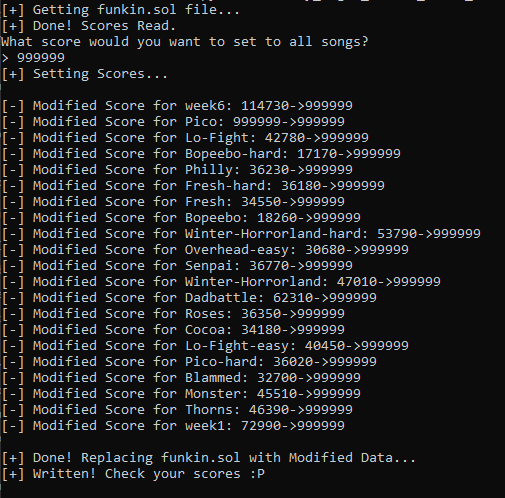 [+] Getting funkin.sol file...
[+] Done! Scores Read.
What score would you want to set to all songs?
> 999999
[+] Setting Scores...
[-] Modified Score for week6: 114730->999999
[-] Modified Score for Pico: 999999->999999
[-] Modified Score for Lo-Fight: 42780->999999
[-] Modified Score for Bopeebo-hard: 17170->999999
[-] Modified Score for Philly: 36230->999999
[-] Modified Score for Fresh-hard: 36180->999999
[-] Modified Score for Fresh: 34550->999999
[-] Modified Score for Bopeebo: 18260->999999
[-] Modified Score for Winter-Horrorland-hard: 53790->999999
[-] Modified Score for Overhead-easy: 30680->999999
[-] Modified Score for Senpai: 36770->999999
[-] Modified Score for Winter-Horrorland: 47010->999999
[-] Modified Score for Dadbattle: 62310->999999
[-] Modified Score for Roses: 36350->999999
[-] Modified Score for Cocoa: 34180->999999
[-] Modified Score for Lo-Fight-easy: 40450->999999
[-] Modified Score for Pico-hard: 36020->999999
[-] Modified Score for Blammed: 32700->999999
[-] Modified Score for Monster: 45510->999999
[-] Modified Score for Thorns: 46390->999999
[-] Modified Score for week1: 72990->999999
[+] Done! Replacing funkin.sol with Modified Data...
[+] Written! Check your scores :P